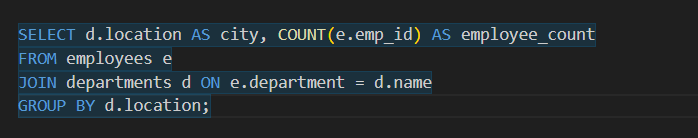 SELECT d.location AS city, COUNT(e.emp_id) AS employee_count
FROM employees e
JOIN departments d ON e.department = d.name
GROUP BY d.location;